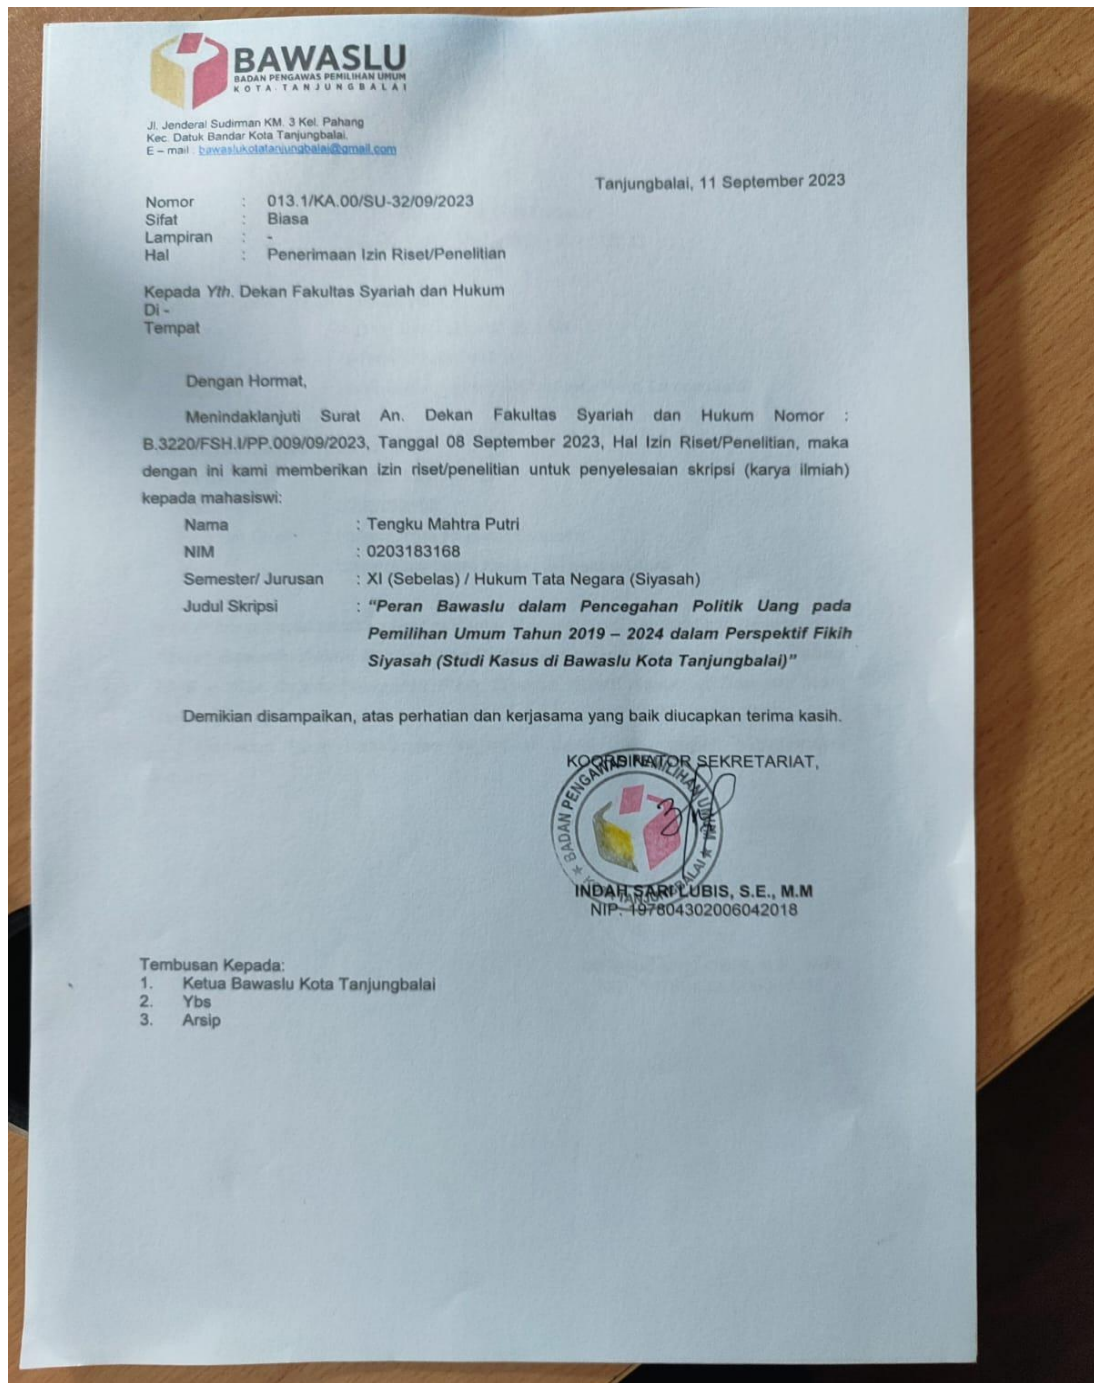 BAWASLU
BADAN PENGAWAS PEMILIHAN UMUM
KOTA TANJUNGBALAI
Jl. Jenderal Sudirman KM. 3 Kel. Pahang
Kec. Datuk Bandar Kota Tanjungbalai.
E – mail : bawaslukotatanjungbalai@gmail.com
Tanjungbalai, 11 September 2023
Nomor : 013.1/KA.00/SU-32/09/2023
Sifat : Biasa
Lampiran : -
Hal : Penerimaan Izin Riset/Penelitian
Kepada Yth. Dekan Fakultas Syariah dan Hukum
Di -
Tempat
Dengan Hormat,
Menindaklanjuti Surat An. Dekan Fakultas Syariah dan Hukum Nomor :
B.3220/FSH.I/PP.009/09/2023, Tanggal 08 September 2023, Hal Izin Riset/Penelitian, maka
dengan ini kami memberikan izin riset/penelitian untuk penyelesaian skripsi (karya ilmiah)
kepada mahasiswi:
Nama : Tengku Mahtra Putri
NIM : 0203183168
Semester/ Jurusan : XI (Sebelas) / Hukum Tata Negara (Siyasah)
Judul Skripsi : “Peran Bawaslu dalam Pencegahan Politik Uang pada
Pemilihan Umum Tahun 2019 – 2024 dalam Perspektif Fikih
Siyasah (Studi Kasus di Bawaslu Kota Tanjungbalai)”
Demikian disampaikan, atas perhatian dan kerjasama yang baik diucapkan terima kasih.
KOORDINATOR SEKRETARIAT,
BADAN PENGAWAS PEMILIHAN UMUM
KOTA TANJUNGBALAI
INDAH SARI LUBIS, S.E., M.M
NIP. 197804302006042018
Tembusan Kepada:
1. Ketua Bawaslu Kota Tanjungbalai
2. Ybs
3. Arsip